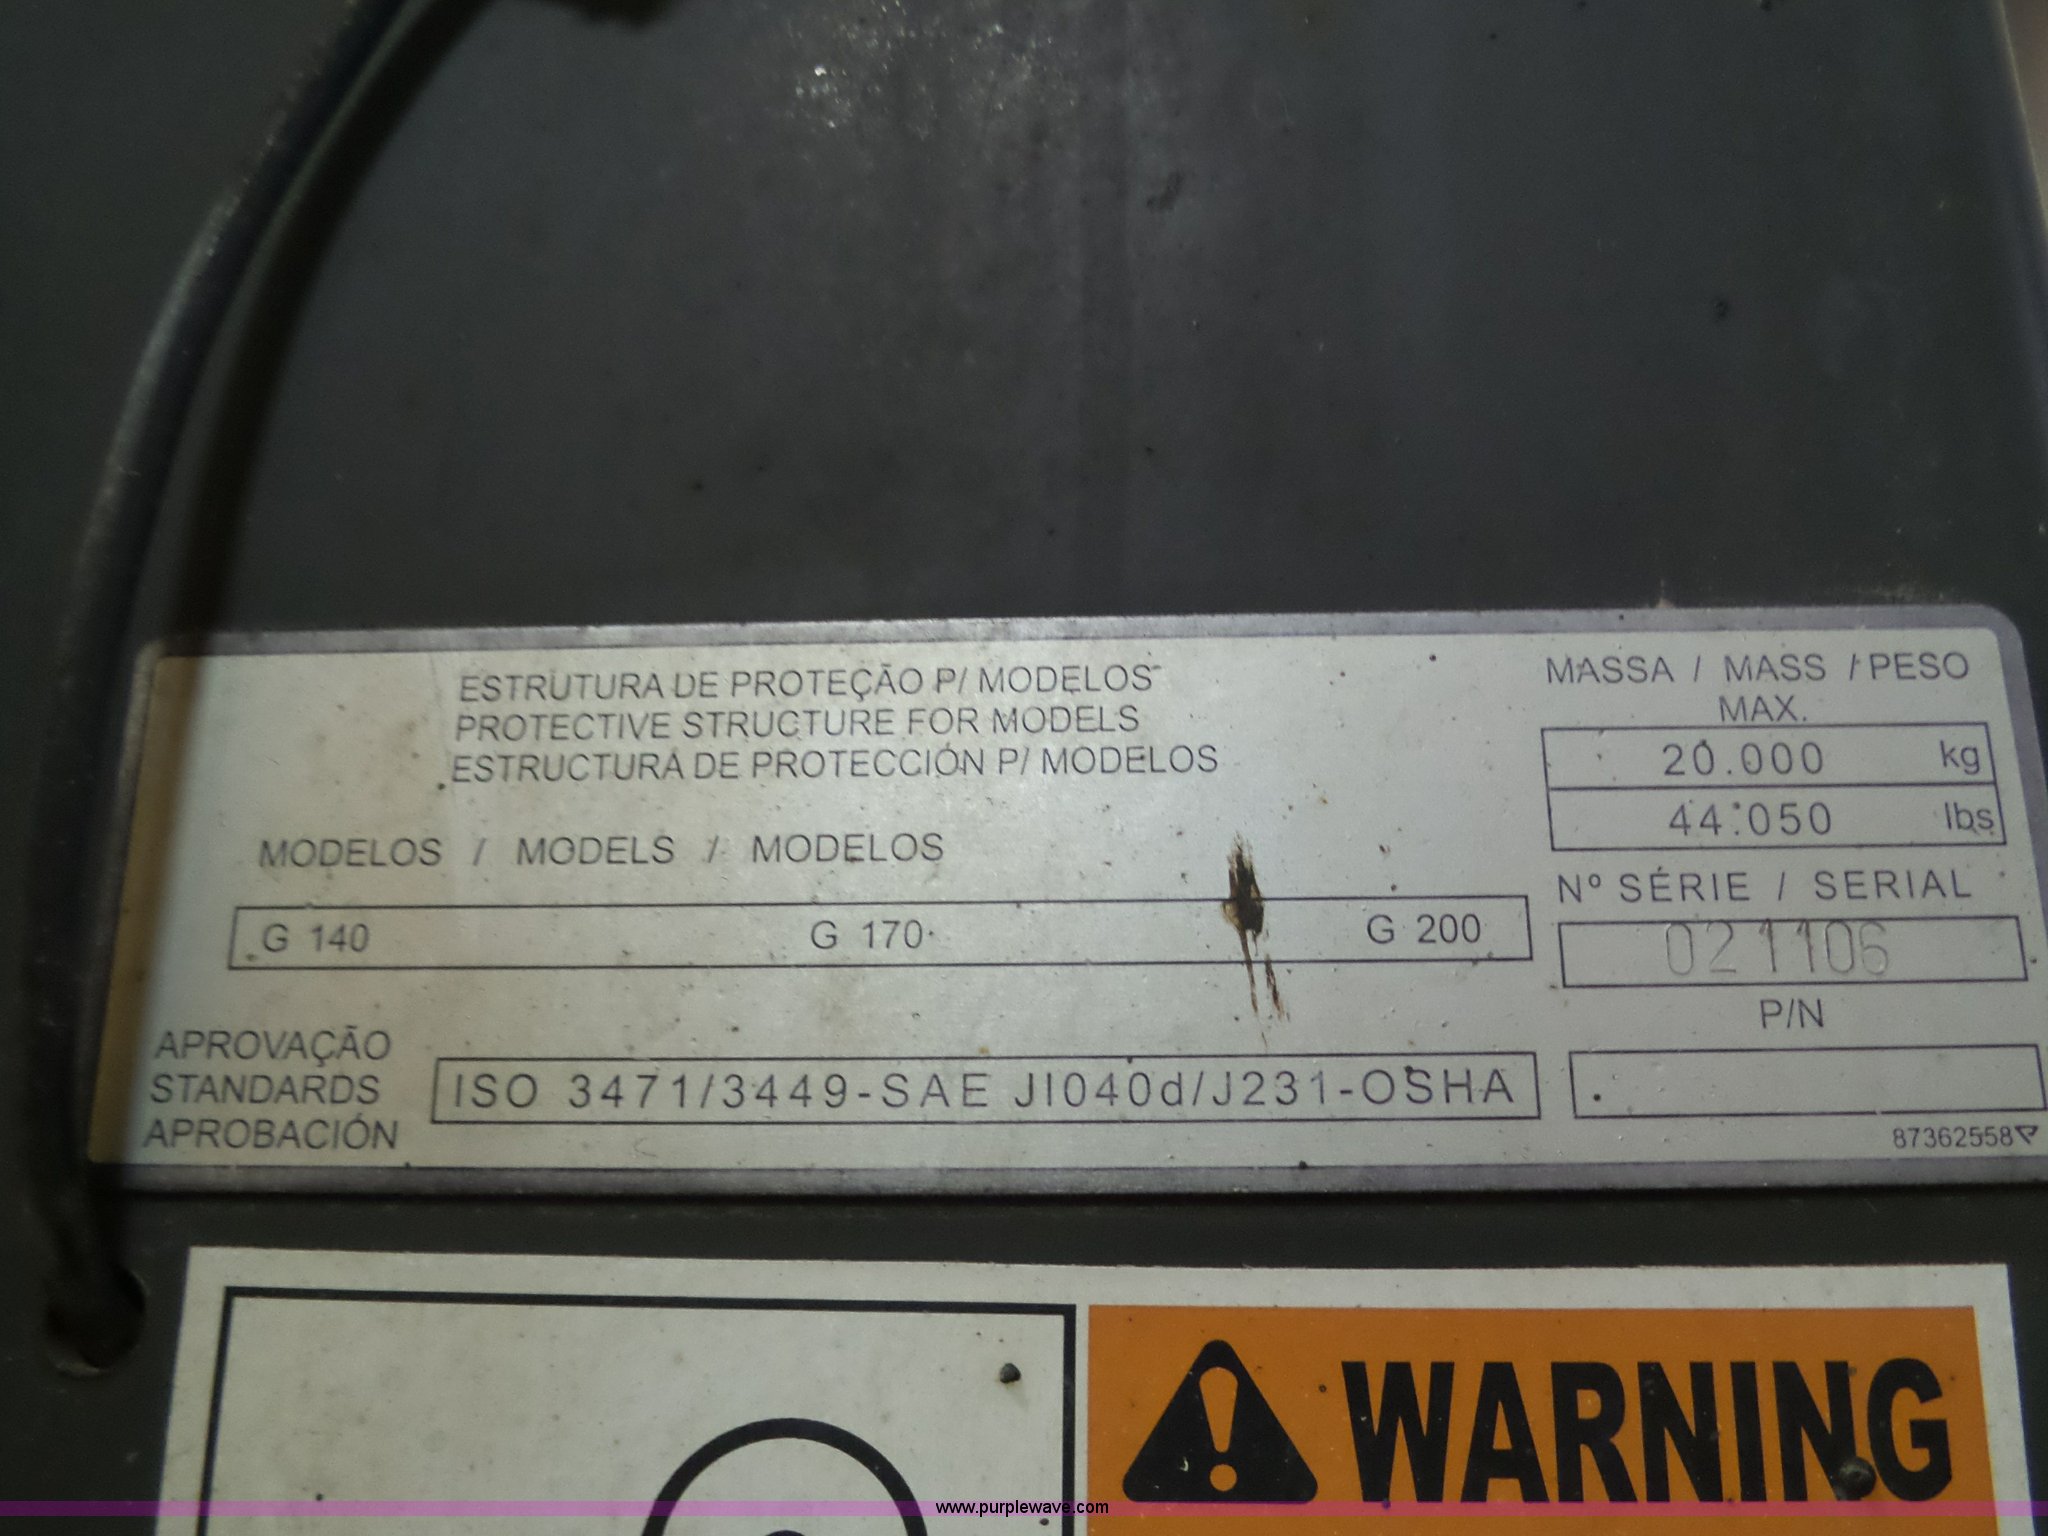 ESTRUTURA DE PROTEÇÃO P/ MODELOS
PROTECTIVE STRUCTURE FOR MODELS
ESTRUCTURA DE PROTECCIÓN P/ MODELOS
MASSA / MASS / PESO
MAX.
20.000 kg
44.050 lbs
MODELOS / MODELS / MODELOS
G 140 G 170 G 200
Nº SÉRIE / SERIAL
021106
P/N
APROVAÇÃO
STANDARDS
APROBACIÓN
ISO 3471/3449-SAE JI040d/J231-OSHA
87362558
WARNING
www.purplewave.com